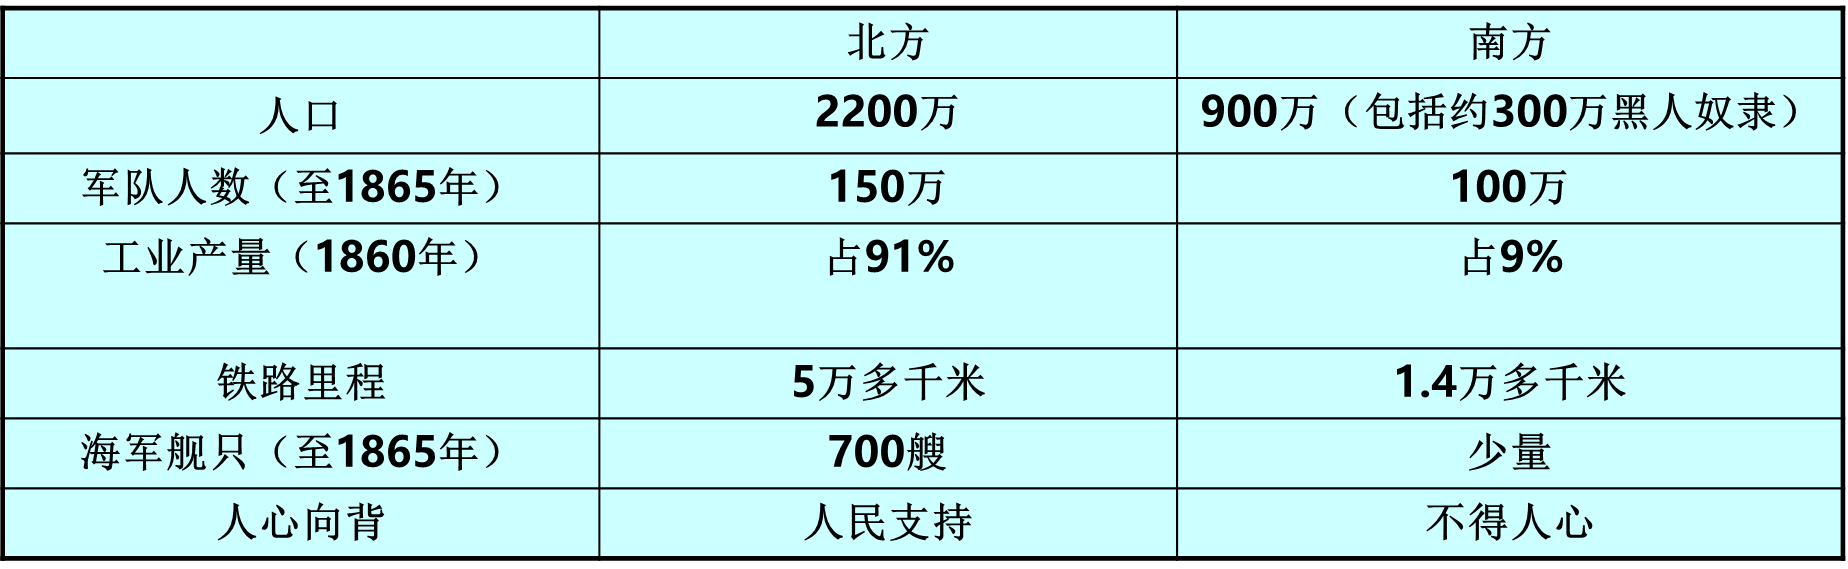 北方 南方
人口 2200万 900万（包括约300万黑人奴隶）
军队人数（至1865年） 150万 100万
工业产量（1860年） 占91% 占9%
铁路里程 5万多千米 1.4万多千米
海军舰只（至1865年） 700艘 少量
人心向背 人民支持 不得人心